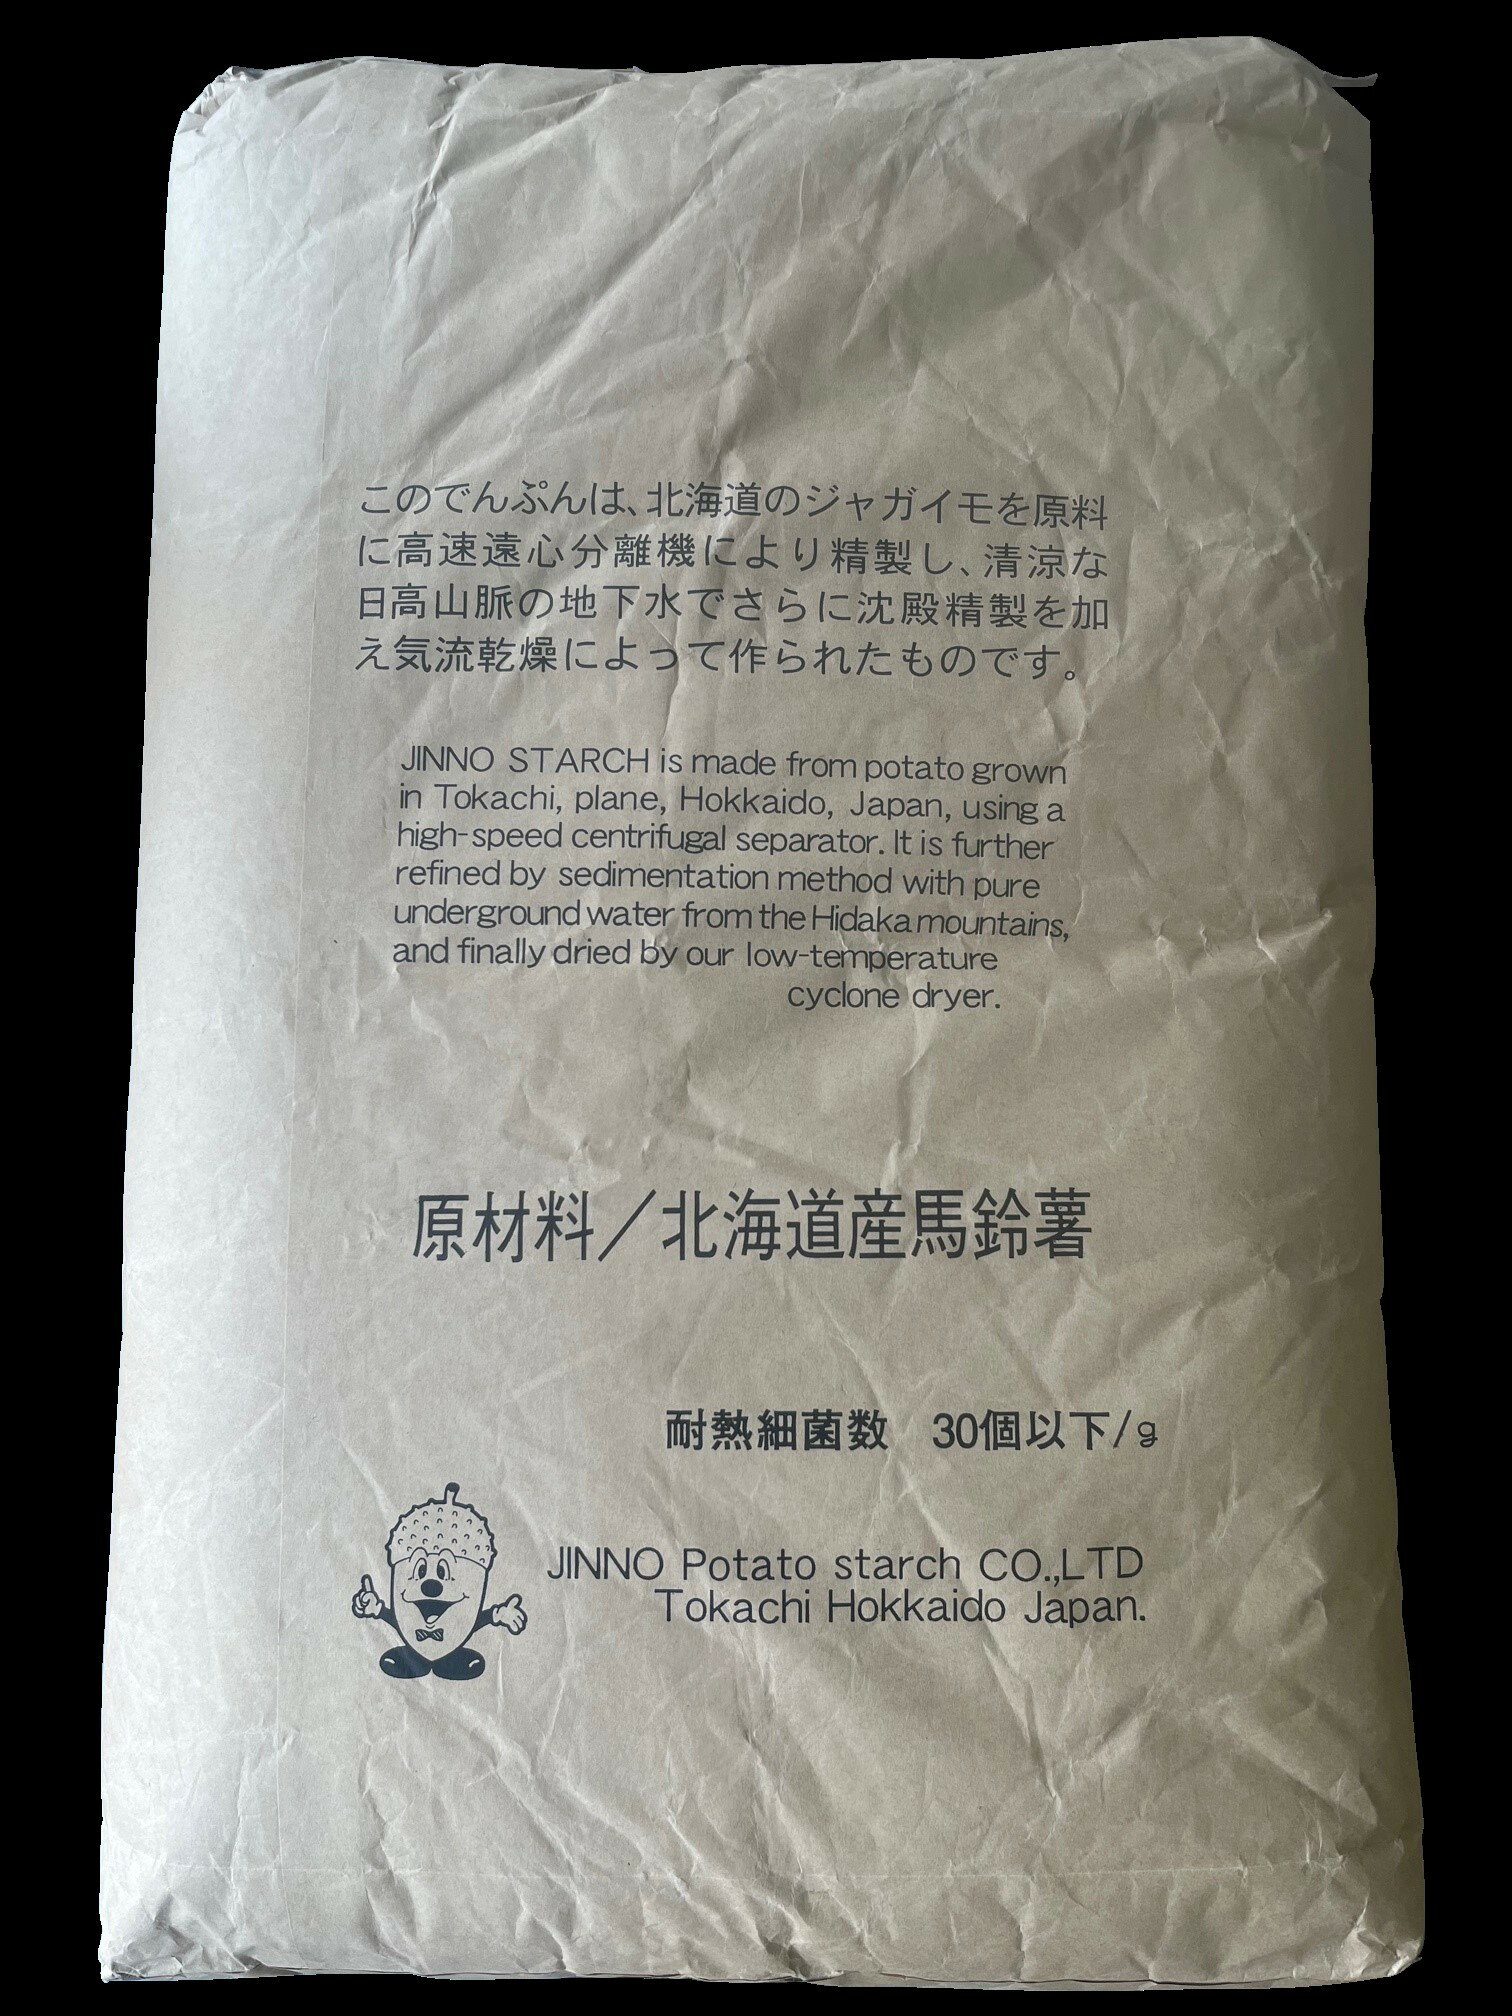 このでんぷんは、北海道のジャガイモを原料
に高速遠心分離機により精製し、清涼な
日高山脈の地下水でさらに沈殿精製を加
え気流乾燥によって作られたものです。
JINNO STARCH is made from potato grown
in Tokachi, plane, Hokkaido, Japan, using a
high-speed centrifugal separator. It is further
refined by sedimentation method with pure
underground water from the Hidaka mountains,
and finally dried by our low-temperature
cyclone dryer.
原材料／北海道産馬鈴薯
耐熱細菌数　30個以下/g
JINNO Potato starch CO.,LTD
Tokachi Hokkaido Japan.